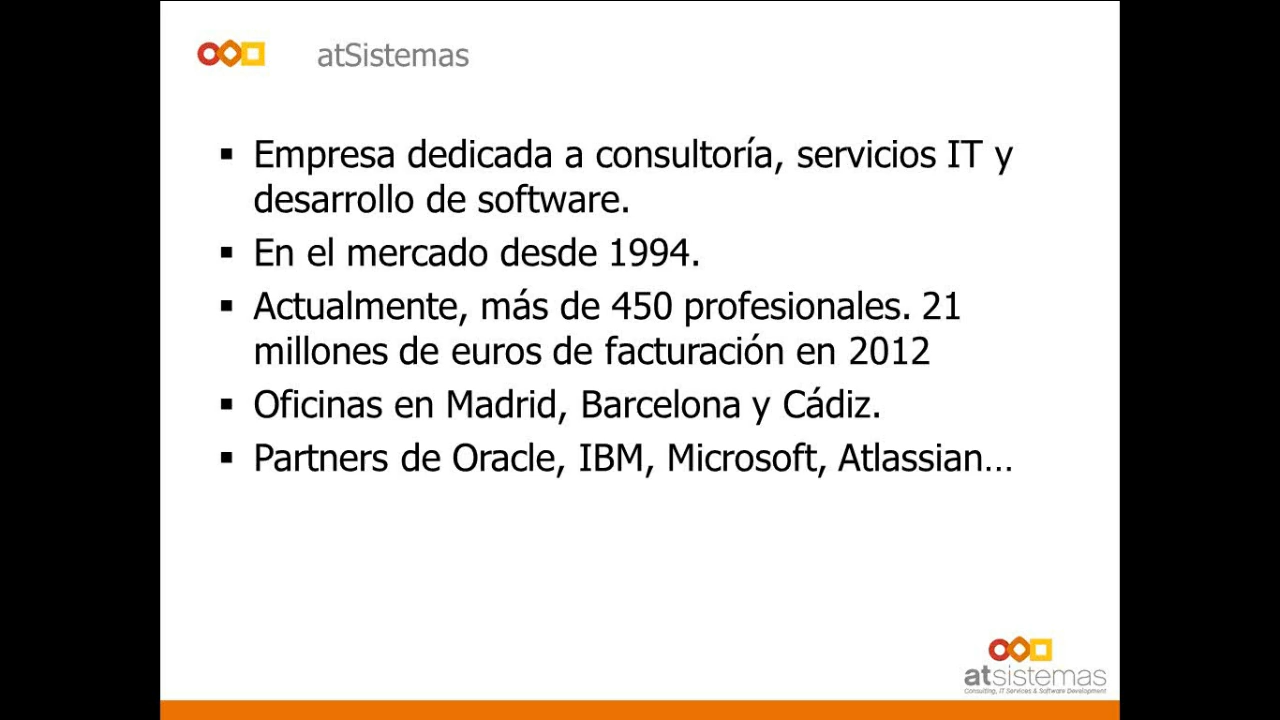 atSistemas
▪ Empresa dedicada a consultoría, servicios IT y
desarrollo de software.
▪ En el mercado desde 1994.
▪ Actualmente, más de 450 profesionales. 21
millones de euros de facturación en 2012
▪ Oficinas en Madrid, Barcelona y Cádiz.
▪ Partners de Oracle, IBM, Microsoft, Atlassian…
atsistemas
Consulting, IT Services & Software Development